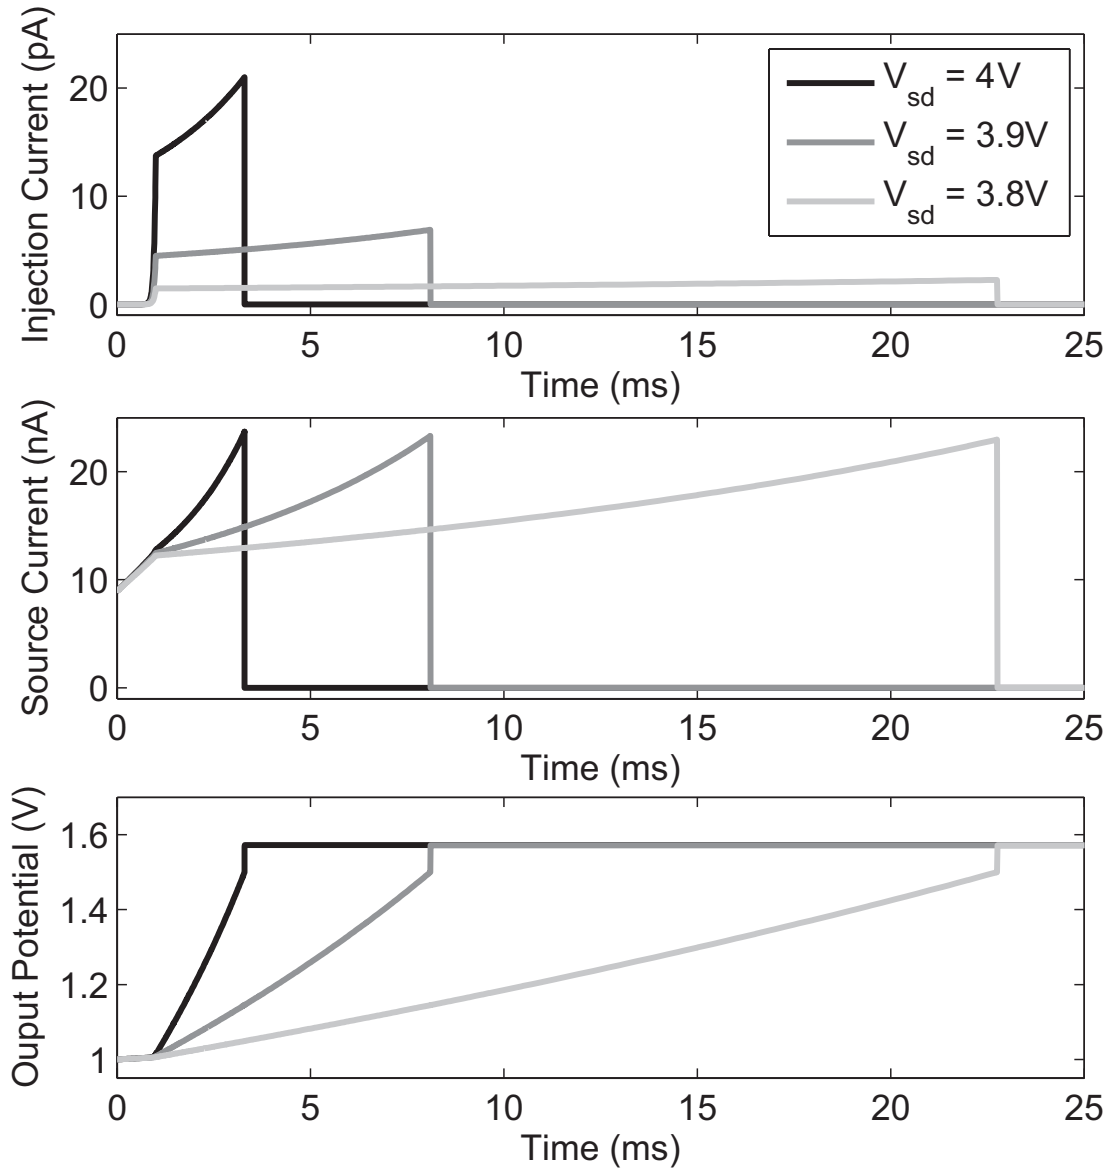 Injection Current (pA)
20
10
0
V_sd = 4V
V_sd = 3.9V
V_sd = 3.8V
0 5 10 15 20 25
Time (ms)
Source Current (nA)
20
10
0
0 5 10 15 20 25
Time (ms)
Ouput Potential (V)
1.6
1.4
1.2
1
0 5 10 15 20 25
Time (ms)